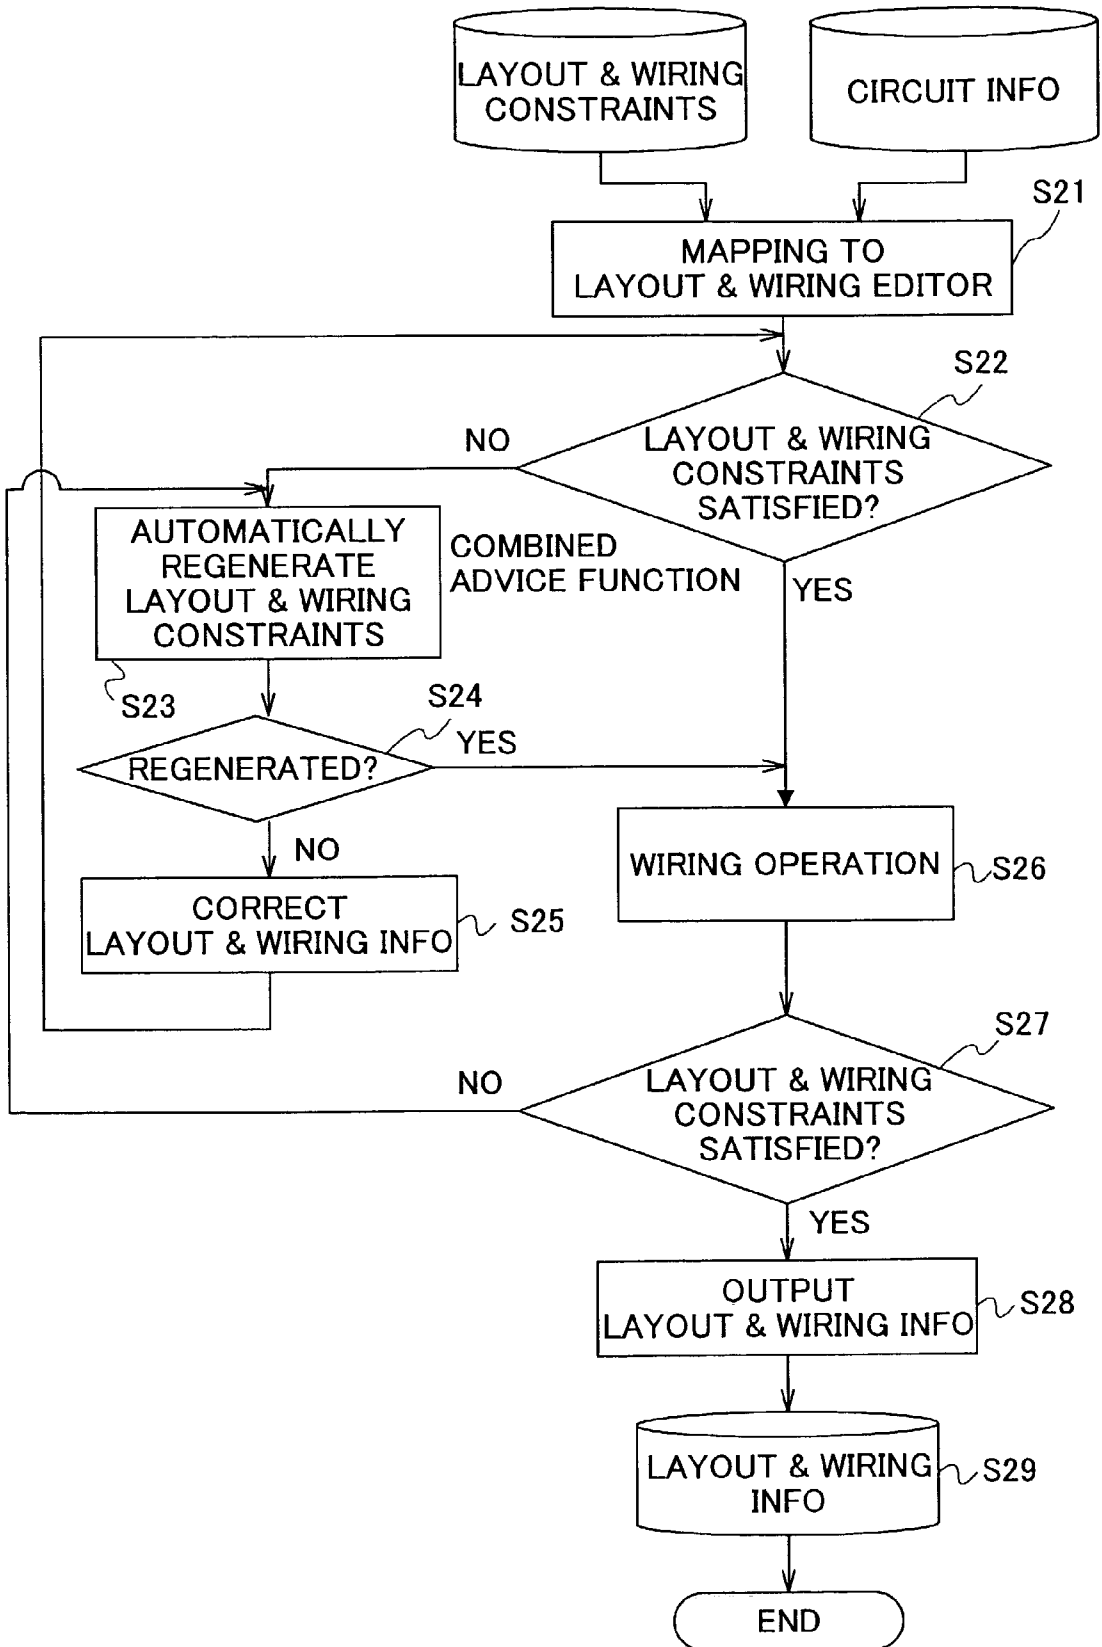 LAYOUT & WIRING
CONSTRAINTS
CIRCUIT INFO
S21
MAPPING TO
LAYOUT & WIRING EDITOR
S22
NO
LAYOUT & WIRING
CONSTRAINTS
SATISFIED?
YES
AUTOMATICALLY
REGENERATE
LAYOUT & WIRING
CONSTRAINTS
COMBINED
ADVICE FUNCTION
S23
S24
YES
REGENERATED?
NO
CORRECT
LAYOUT & WIRING INFO
S25
WIRING OPERATION
S26
S27
NO
LAYOUT & WIRING
CONSTRAINTS
SATISFIED?
YES
OUTPUT
LAYOUT & WIRING INFO
S28
LAYOUT & WIRING
INFO
S29
END